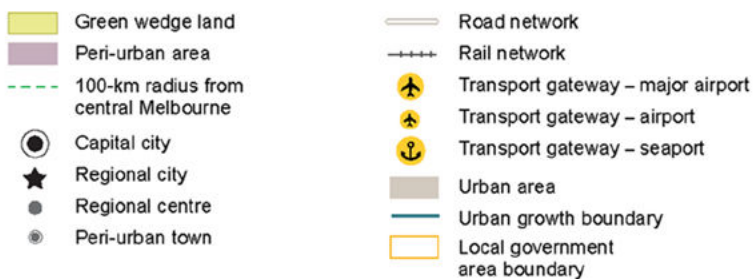 Green wedge land
Peri-urban area
100-km radius from
central Melbourne
Capital city
Regional city
Regional centre
Peri-urban town
Road network
Rail network
Transport gateway – major airport
Transport gateway – airport
Transport gateway – seaport
Urban area
Urban growth boundary
Local government
area boundary